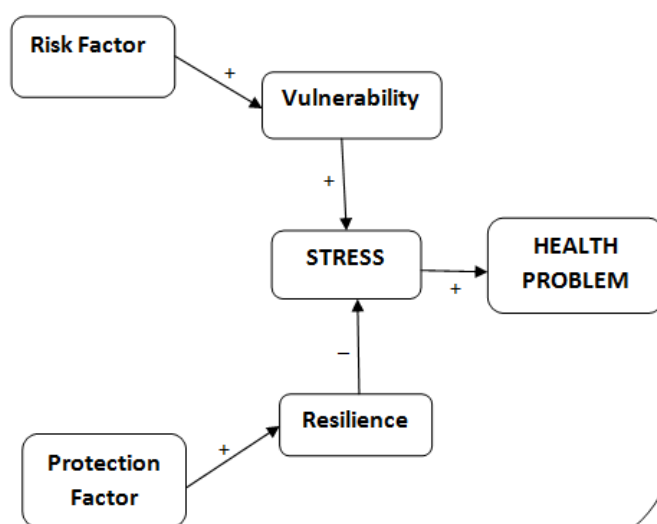 Risk Factor
+
Vulnerability
+
STRESS
HEALTH
PROBLEM
+
–
Resilience
+
Protection
Factor